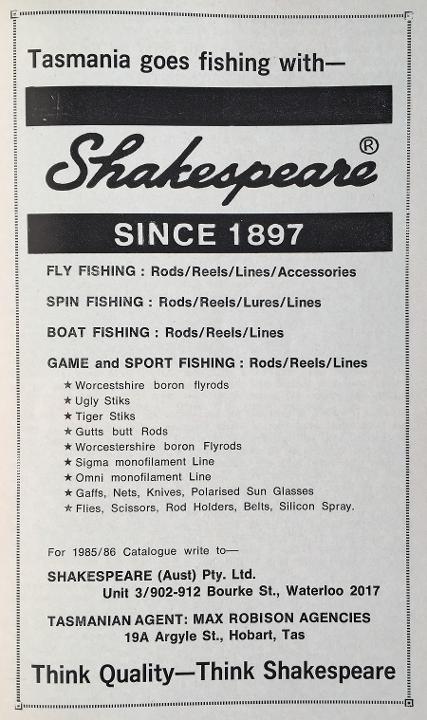 Tasmania goes fishing with—
Shakespeare®
SINCE 1897
FLY FISHING : Rods/Reels/Lines/Accessories
SPIN FISHING : Rods/Reels/Lures/Lines
BOAT FISHING : Rods/Reels/Lines
GAME and SPORT FISHING : Rods/Reels/Lines
★ Worcestshire boron flyrods
★ Ugly Stiks
★ Tiger Stiks
★ Gutts butt Rods
★ Worcestershire boron Flyrods
★ Sigma monofilament Line
★ Omni monofilament Line
★ Gaffs, Nets, Knives, Polarised Sun Glasses
★ Flies, Scissors, Rod Holders, Belts, Silicon Spray.
For 1985/86 Catalogue write to—
SHAKESPEARE (Aust) Pty. Ltd.
Unit 3/902-912 Bourke St., Waterloo 2017
TASMANIAN AGENT: MAX ROBISON AGENCIES
19A Argyle St., Hobart, Tas
Think Quality—Think Shakespeare